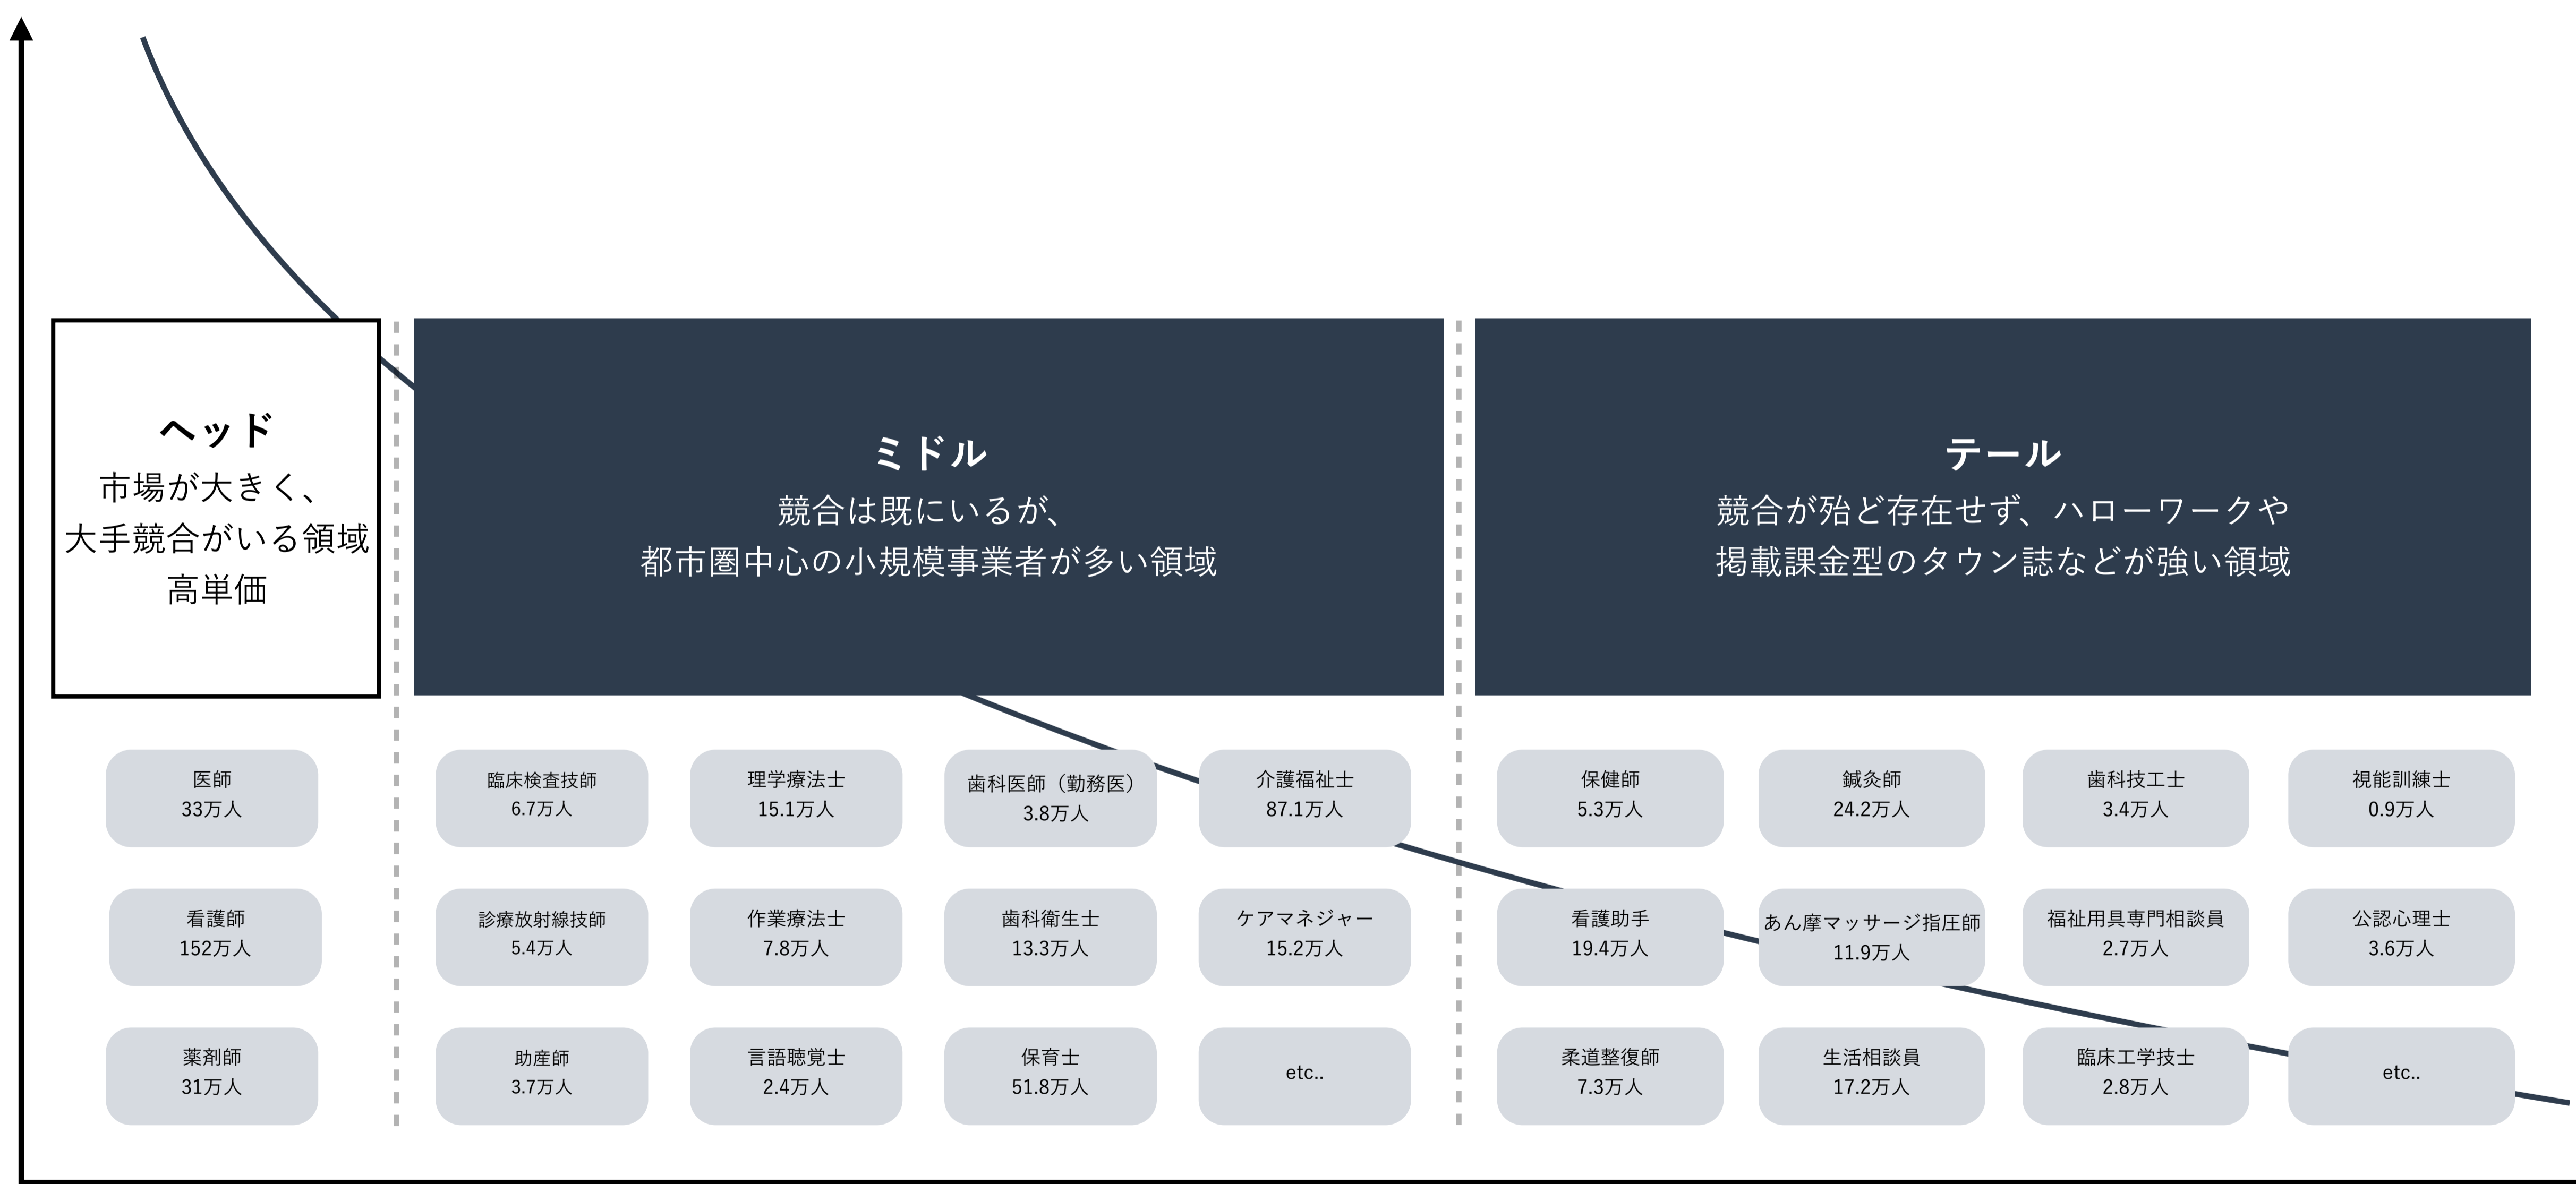 ヘッド
市場が大きく、
大手競合がいる領域
高単価
ミドル
競合は既にいるが、
都市圏中心の小規模事業者が多い領域
テール
競合が殆ど存在せず、ハローワークや
掲載課金型のタウン誌などが強い領域
医師
33万人
看護師
152万人
薬剤師
31万人
臨床検査技師
6.7万人
理学療法士
15.1万人
歯科医師（勤務医）
3.8万人
介護福祉士
87.1万人
診療放射線技師
5.4万人
作業療法士
7.8万人
歯科衛生士
13.3万人
ケアマネジャー
15.2万人
助産師
3.7万人
言語聴覚士
2.4万人
保育士
51.8万人
etc..
保健師
5.3万人
鍼灸師
24.2万人
歯科技工士
3.4万人
視能訓練士
0.9万人
看護助手
19.4万人
あん摩マッサージ指圧師
11.9万人
福祉用具専門相談員
2.7万人
公認心理士
3.6万人
柔道整復師
7.3万人
生活相談員
17.2万人
臨床工学技士
2.8万人
etc..